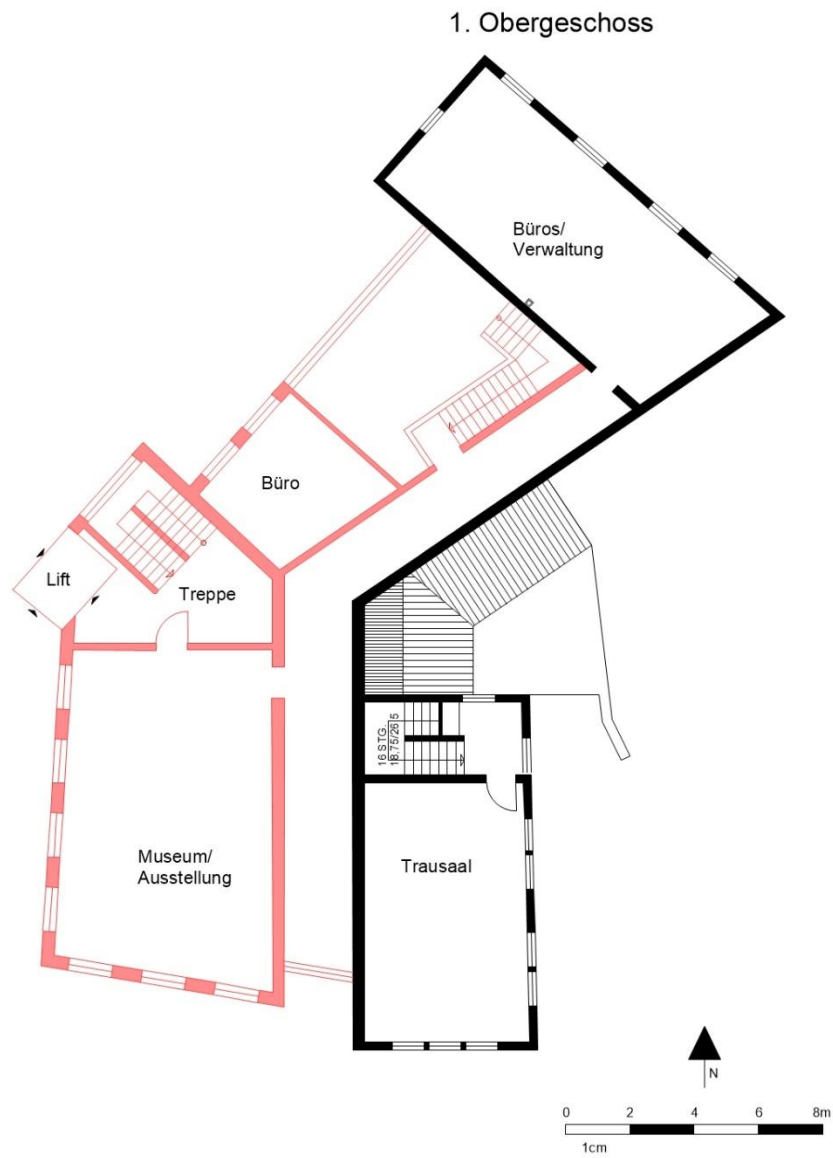 1. Obergeschoss
Büros/
Verwaltung
Büro
Lift
Treppe
16 STG.
18,75/26,5
Museum/
Ausstellung
Trausaal
N
0 2 4 6 8m
1cm